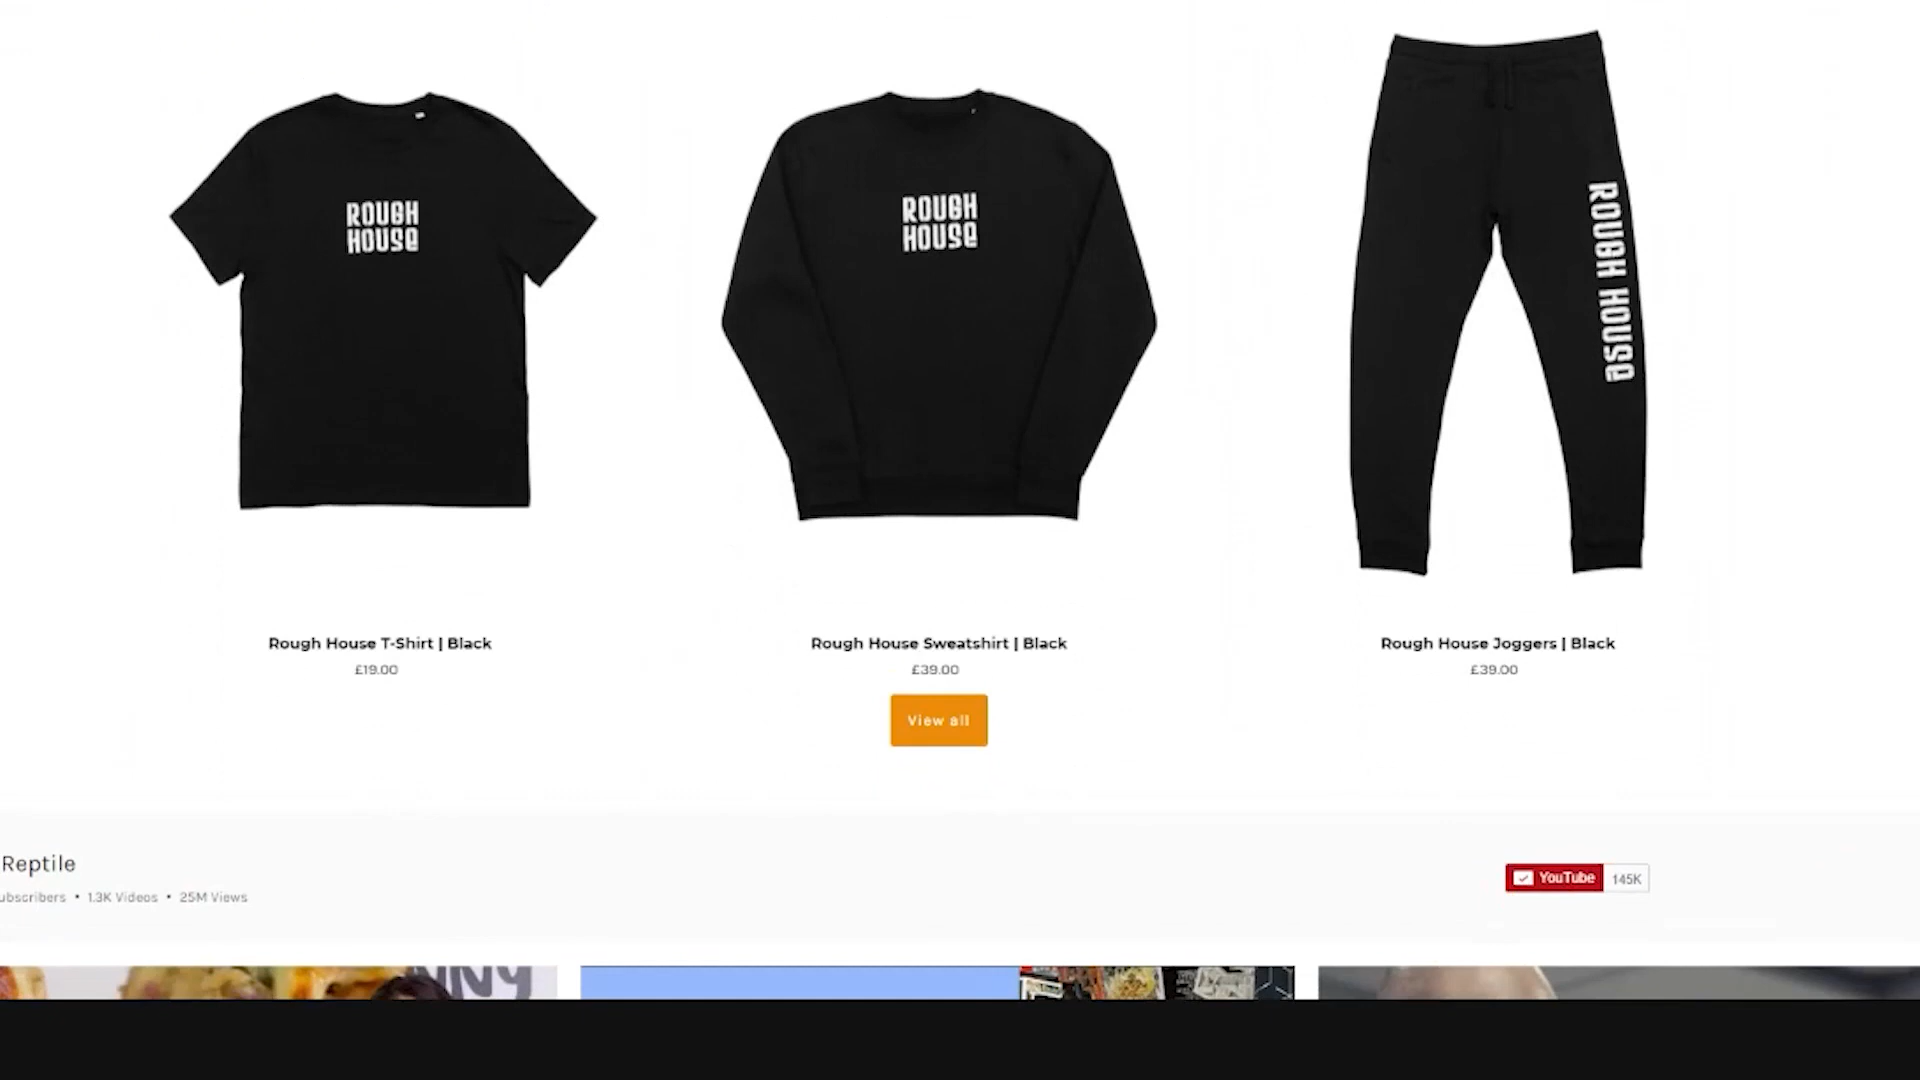 ROUGH
HOUSE
ROUGH
HOUSE
ROUGH HOUSE
Rough House T-Shirt | Black
£19.00
Rough House Sweatshirt | Black
£39.00
Rough House Joggers | Black
£39.00
View all
Reptile
ubscribers • 1.3K Videos • 25M Views
YouTube 145K